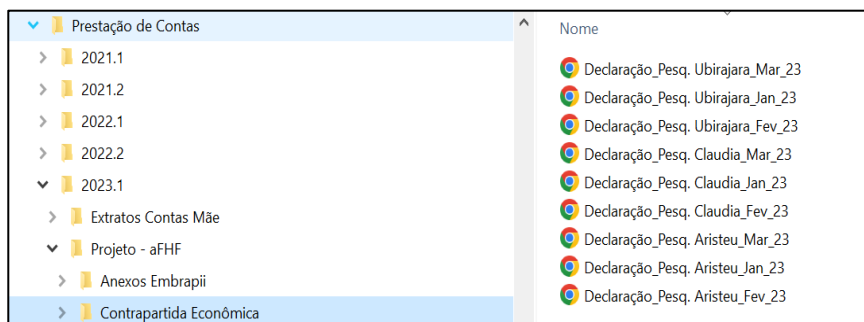 Prestação de Contas
2021.1
2021.2
2022.1
2022.2
2023.1
Extratos Contas Mãe
Projeto - aFHF
Anexos Embrapii
Contrapartida Econômica
Nome
Declaração_Pesq. Ubirajara_Mar_23
Declaração_Pesq. Ubirajara_Jan_23
Declaração_Pesq. Ubirajara_Fev_23
Declaração_Pesq. Claudia_Mar_23
Declaração_Pesq. Claudia_Jan_23
Declaração_Pesq. Claudia_Fev_23
Declaração_Pesq. Aristeu_Mar_23
Declaração_Pesq. Aristeu_Jan_23
Declaração_Pesq. Aristeu_Fev_23